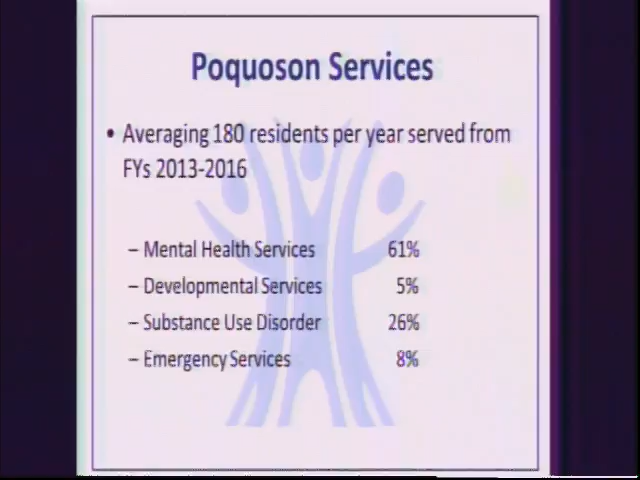 Poquoson Services
• Averaging 180 residents per year served from
FYs 2013-2016
– Mental Health Services 61%
– Developmental Services 5%
– Substance Use Disorder 26%
– Emergency Services 8%